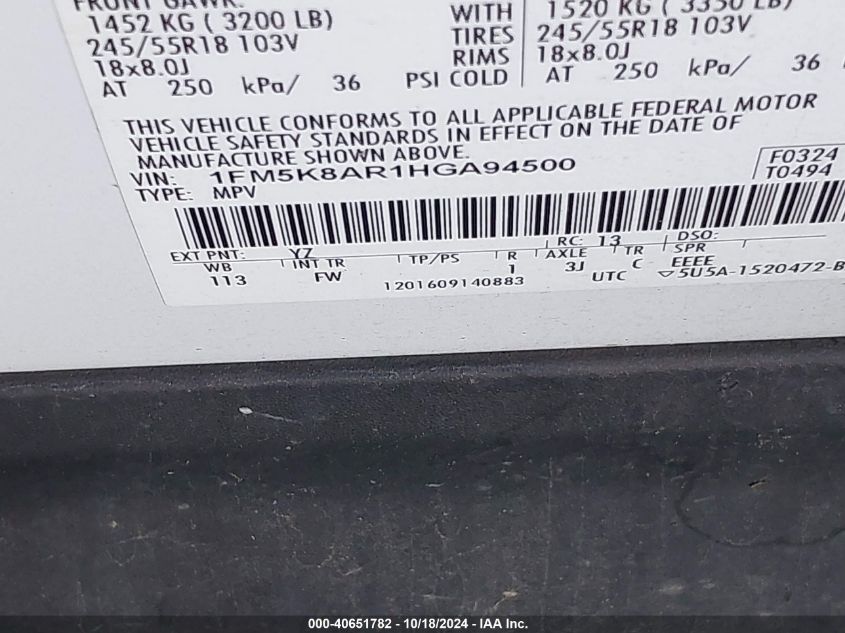 FRONT GAWR:
1452 KG ( 3200 LB) WITH 1520 KG ( 3350 LB)
245/55R18 103V TIRES 245/55R18 103V
18x8.0J RIMS 18x8.0J
AT 250 kPa/ 36 PSI COLD AT 250 kPa/ 36
THIS VEHICLE CONFORMS TO ALL APPLICABLE FEDERAL MOTOR
VEHICLE SAFETY STANDARDS IN EFFECT ON THE DATE OF
MANUFACTURE SHOWN ABOVE.
VIN: 1FM5K8AR1HGA94500 F0324
TYPE: MPV T0494
EXT PNT: YZ RC: 13 DSO:
WB INT TR TP/PS R AXLE TR SPR
113 FW 1 3J C EEEE
1201609140883 UTC 5U5A-1520472-B
000-40651782 - 10/18/2024 - IAA Inc.